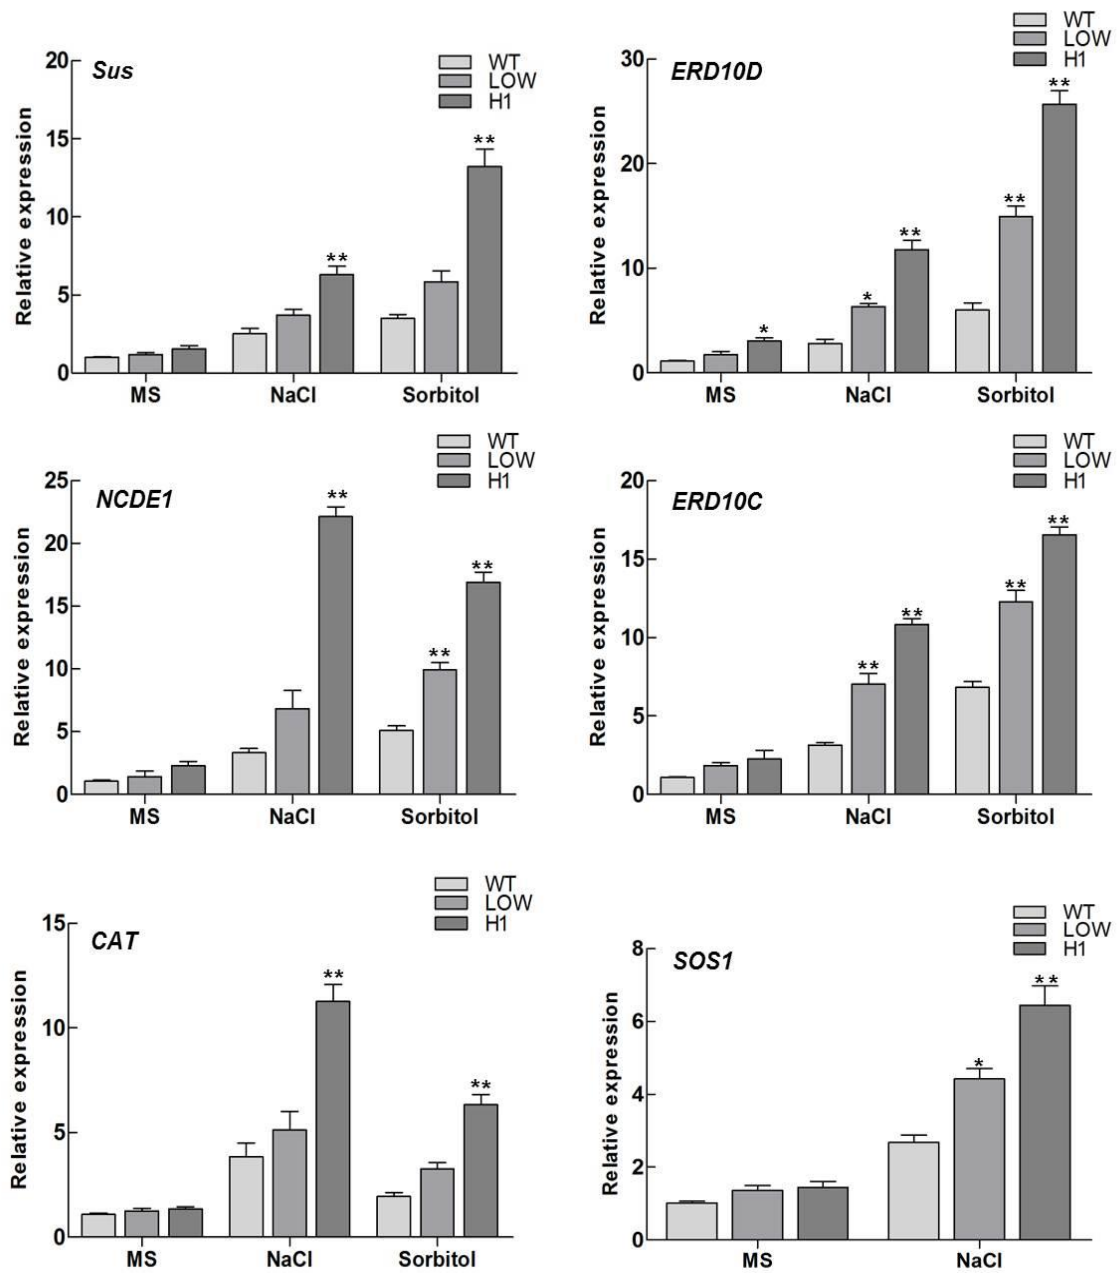 Sus
WT
LOW
H1
Relative expression
20
15
**
10
**
5
0
MS NaCl Sorbitol
ERD10D
WT
LOW
H1
Relative expression
30
**
20
**
**
10
*
*
0
MS NaCl Sorbitol
NCDE1
WT
LOW
H1
Relative expression
25
**
20
**
15
10
**
5
0
MS NaCl Sorbitol
ERD10C
WT
LOW
H1
Relative expression
20
**
15
**
**
10
**
5
0
MS NaCl Sorbitol
CAT
WT
LOW
H1
Relative expression
15
**
10
**
5
0
MS NaCl Sorbitol
SOS1
WT
LOW
H1
Relative expression
8
**
6
*
4
2
0
MS NaCl